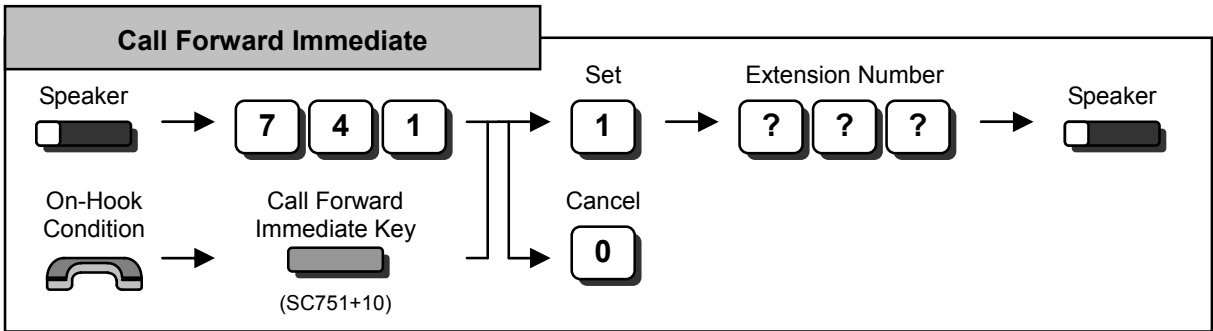 Call Forward Immediate
Speaker
7 4 1
Set
1
Extension Number
? ? ?
Speaker
On-Hook
Condition
Call Forward
Immediate Key
(SC751+10)
Cancel
0